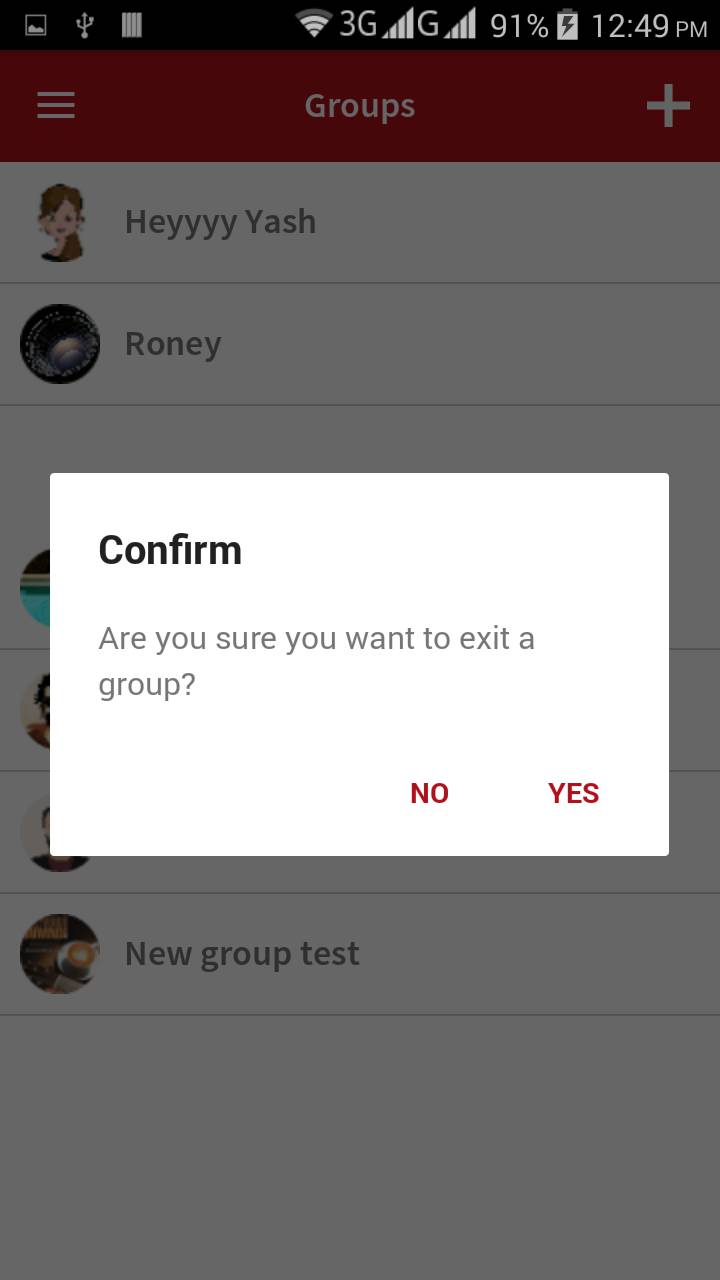 3G G 91% 12:49 PM
Groups
Heyyyy Yash
Roney
Confirm
Are you sure you want to exit a
group?
NO YES
New group test